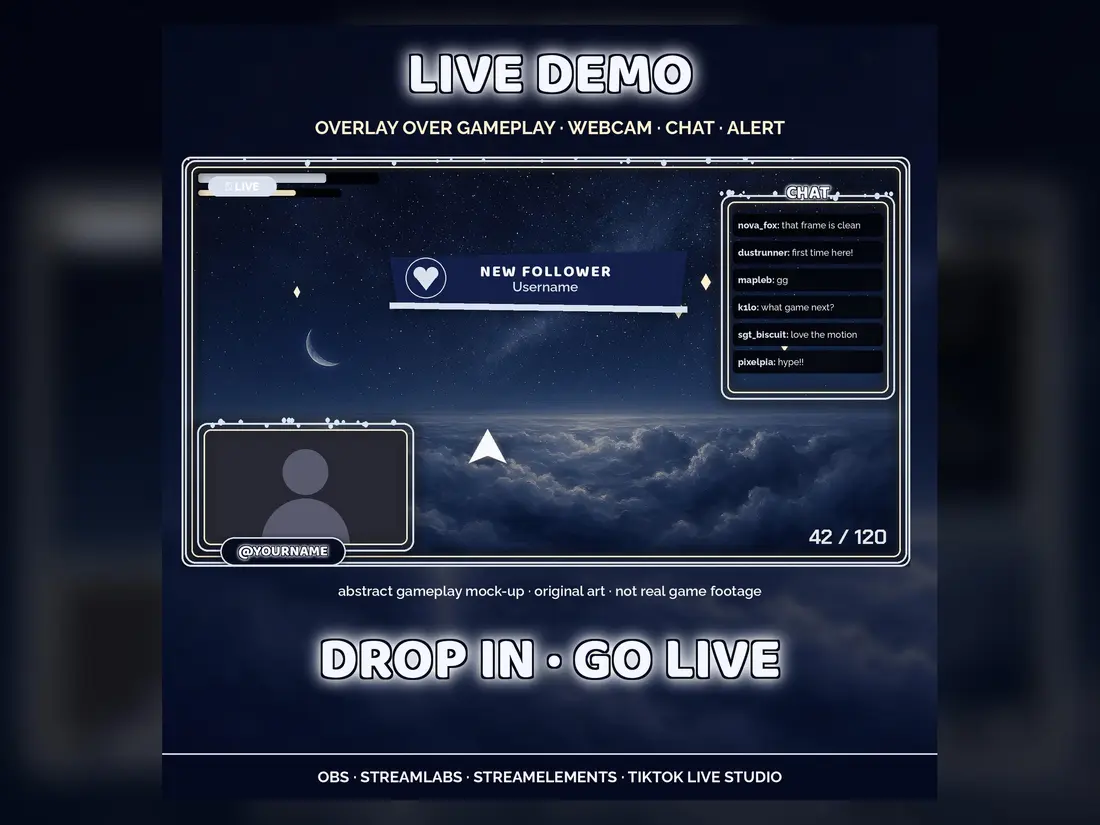 LIVE DEMO
OVERLAY OVER GAMEPLAY · WEBCAM · CHAT · ALERT
LIVE
CHAT
nova_fox: that frame is clean
dustrunner: first time here!
mapleb: gg
k1lo: what game next?
sgt_biscuit: love the motion
pixelpia: hype!!
NEW FOLLOWER
Username
@YOURNAME
42 / 120
abstract gameplay mock-up · original art · not real game footage
DROP IN · GO LIVE
OBS · STREAMLABS · STREAMELEMENTS · TIKTOK LIVE STUDIO